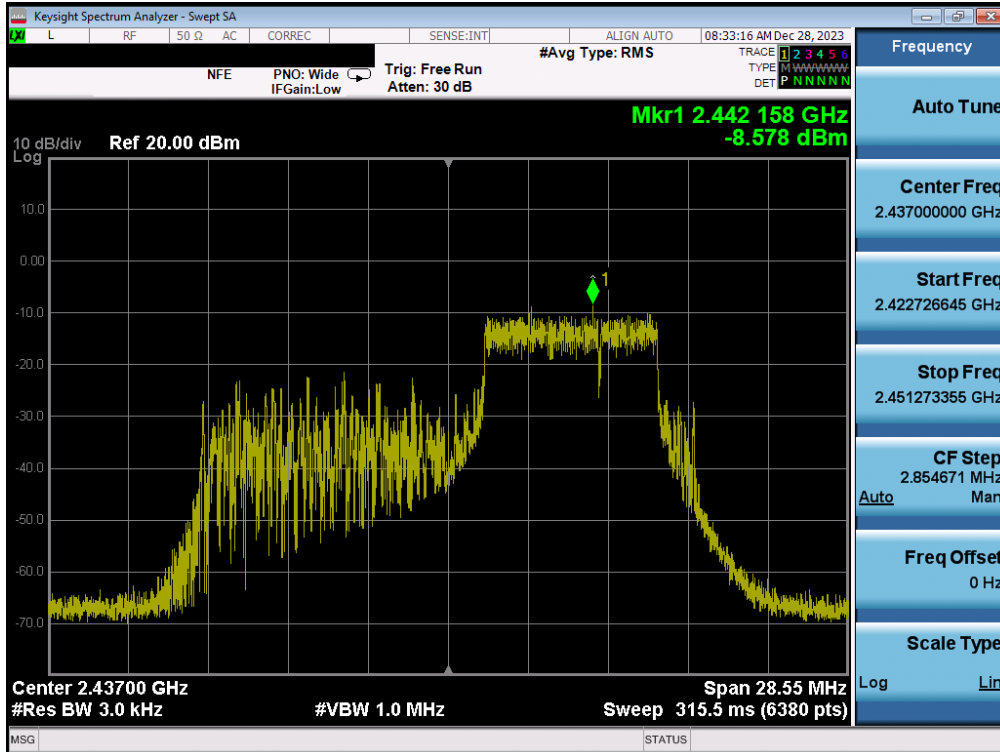 Keysight Spectrum Analyzer - Swept SA
LXI L RF 50 Ω AC CORREC SENSE:INT ALIGN AUTO 08:33:16 AM Dec 28, 2023
NFE PNO: Wide Trig: Free Run #Avg Type: RMS TRACE 1 2 3 4 5 6
IFGain:Low Atten: 30 dB TYPE M W W W W W
DET P N N N N N
Mkr1 2.442 158 GHz
-8.578 dBm
10 dB/div Ref 20.00 dBm
Log
10.0
0.00
1
-10.0
-20.0
-30.0
-40.0
-50.0
-60.0
-70.0
Center 2.43700 GHz Span 28.55 MHz
#Res BW 3.0 kHz #VBW 1.0 MHz Sweep 315.5 ms (6380 pts)
MSG STATUS
Frequency
Auto Tune
Center Freq
2.437000000 GHz
Start Freq
2.422726645 GHz
Stop Freq
2.451273355 GHz
CF Step
2.854671 MHz
Auto Man
Freq Offset
0 Hz
Scale Type
Log Lin